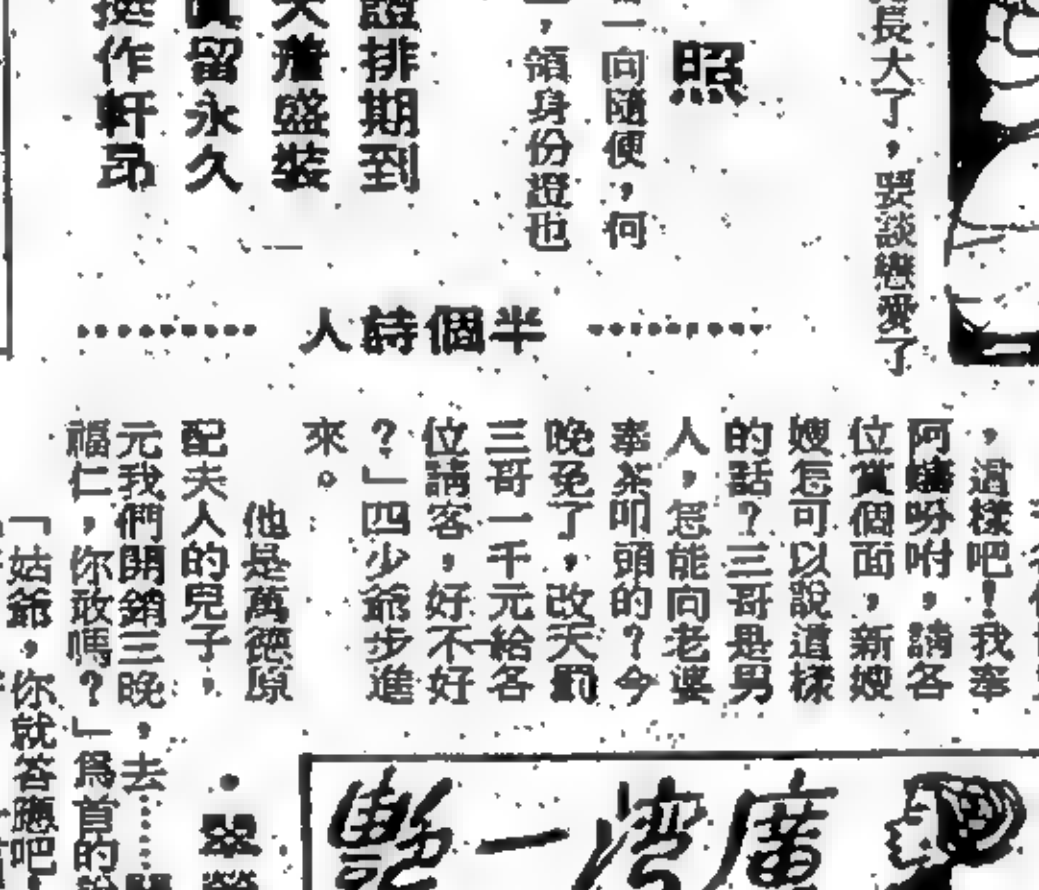 長大了，要談戀愛了
照
一向隨便，何
，領身份證也
證排期到
大盛裝
留永久
挺作軒昂
半個詩人
，過樣吧！我奉
阿嬸吩咐，請各
位賞個面，新嫂
嫂怎可以說這樣
的話？三哥是男
人，怎能向老婆
奉茶叩頭的？今
晚免了，改天罰
三哥一千元給各
位請客，好不好
？」四少爺步進
來。
他是萬德原
配夫人的兒子，
元我們開銷三晚，去……
福仁，你敢嗎？」為首的
「姑爺，你就答應吧
翠
廣灣一艷